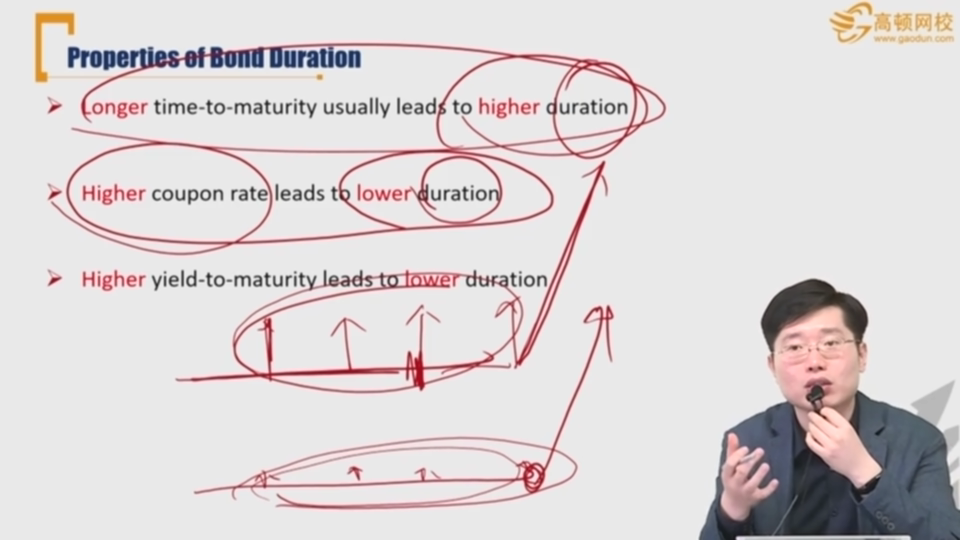 高顿网校
www.gaodun.com
Properties of Bond Duration
Longer time-to-maturity usually leads to higher duration
Higher coupon rate leads to lower duration
Higher yield-to-maturity leads to lower duration